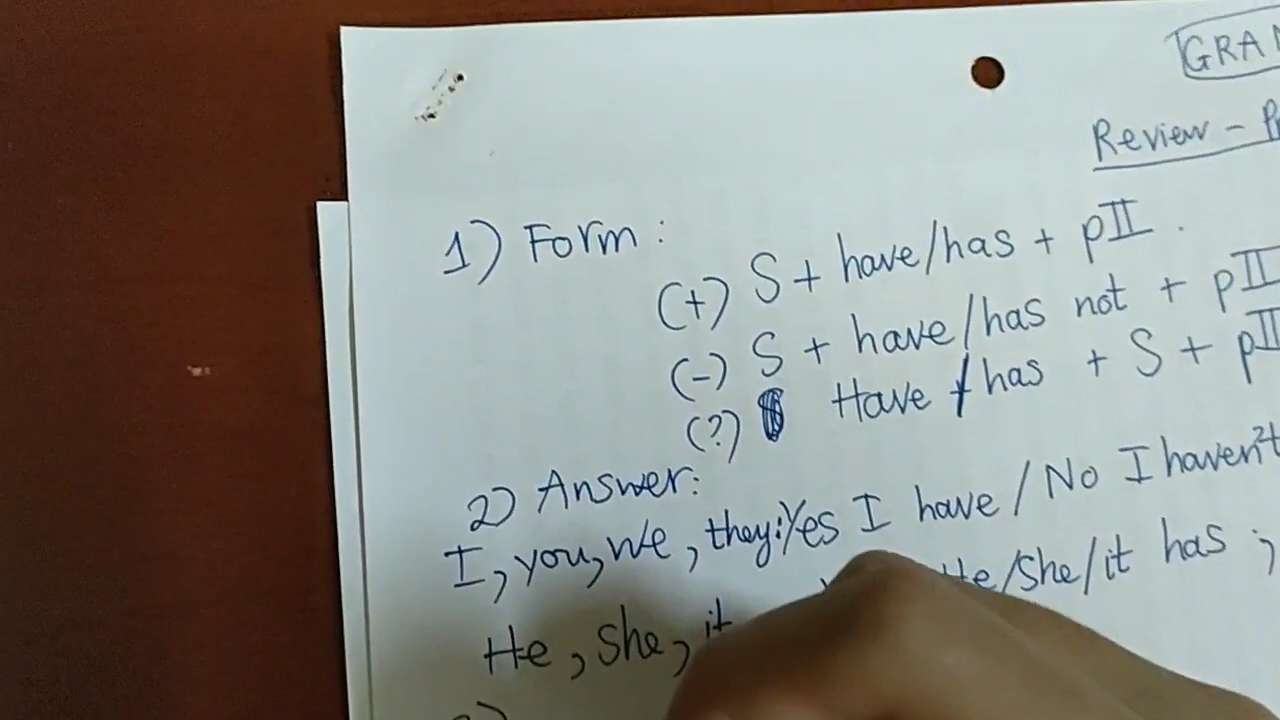 Review -
1) Form :
(+) S + have/has + pII .
(-) S + have/has not + pII
(?) Have / has + S + pII
2) Answer:
I, you, we, they: Yes I have / No I haven't
He, she, it He/She/it has ;